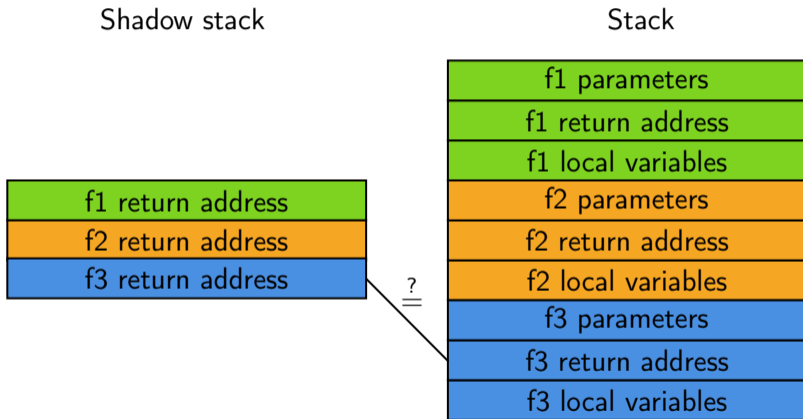 Shadow stack
Stack
f1 parameters
f1 return address
f1 local variables
f1 return address
f2 parameters
f2 return address
f2 return address
f3 return address
f2 local variables
?
=
f3 parameters
f3 return address
f3 local variables